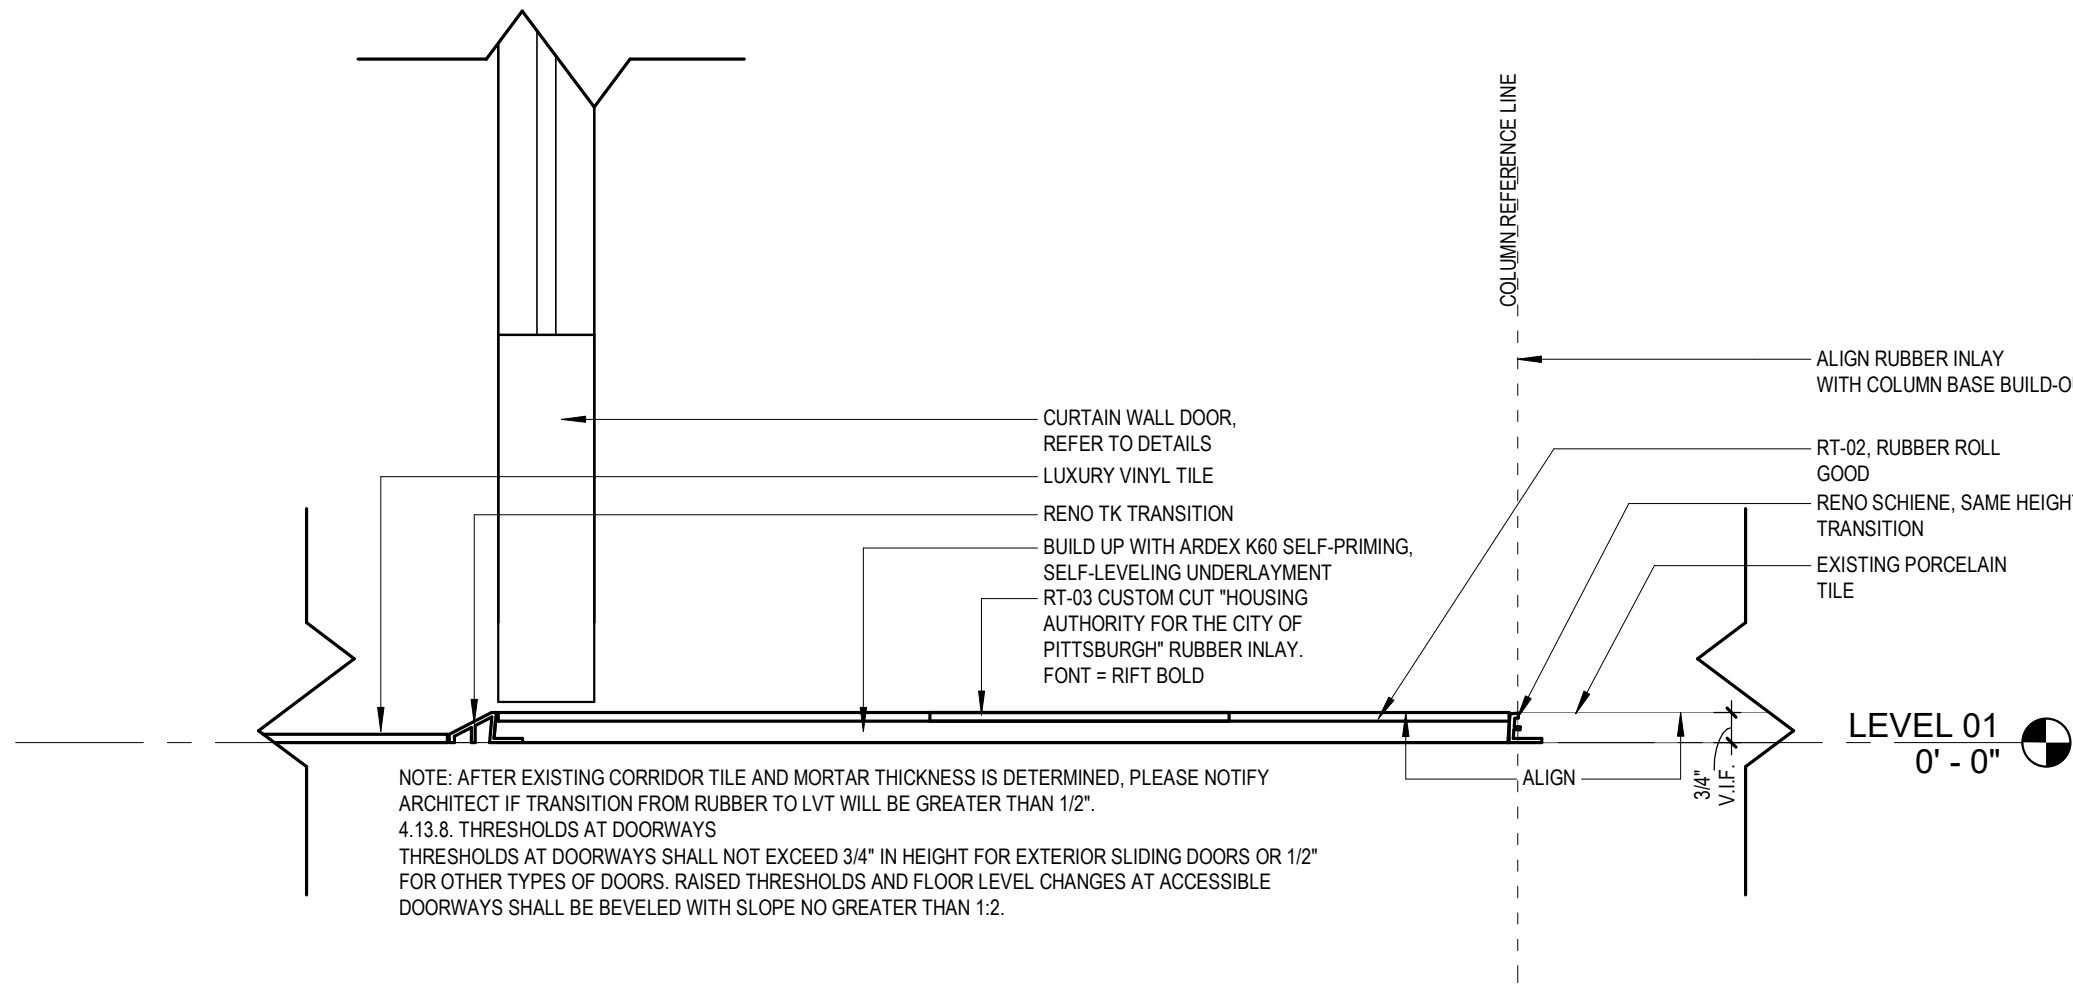 COLUMN REFERENCE LINE
ALIGN RUBBER INLAY
WITH COLUMN BASE BUILD-O
CURTAIN WALL DOOR,
REFER TO DETAILS
LUXURY VINYL TILE
RENO TK TRANSITION
BUILD UP WITH ARDEX K60 SELF-PRIMING,
SELF-LEVELING UNDERLAYMENT
RT-03 CUSTOM CUT "HOUSING
AUTHORITY FOR THE CITY OF
PITTSBURGH" RUBBER INLAY.
FONT = RIFT BOLD
RT-02, RUBBER ROLL
GOOD
RENO SCHIENE, SAME HEIGHT
TRANSITION
EXISTING PORCELAIN
TILE
LEVEL 01
0' - 0"
ALIGN
3/4"
V.I.F.
NOTE: AFTER EXISTING CORRIDOR TILE AND MORTAR THICKNESS IS DETERMINED, PLEASE NOTIFY
ARCHITECT IF TRANSITION FROM RUBBER TO LVT WILL BE GREATER THAN 1/2".
4.13.8. THRESHOLDS AT DOORWAYS
THRESHOLDS AT DOORWAYS SHALL NOT EXCEED 3/4" IN HEIGHT FOR EXTERIOR SLIDING DOORS OR 1/2"
FOR OTHER TYPES OF DOORS. RAISED THRESHOLDS AND FLOOR LEVEL CHANGES AT ACCESSIBLE
DOORWAYS SHALL BE BEVELED WITH SLOPE NO GREATER THAN 1:2.